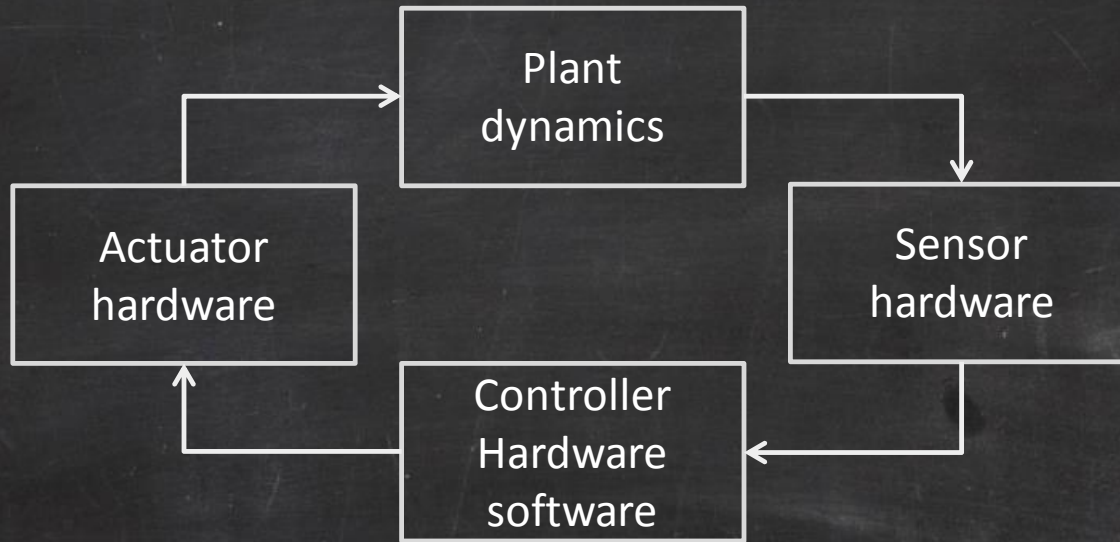 Plant
dynamics
Actuator
hardware
Sensor
hardware
Controller
Hardware
software